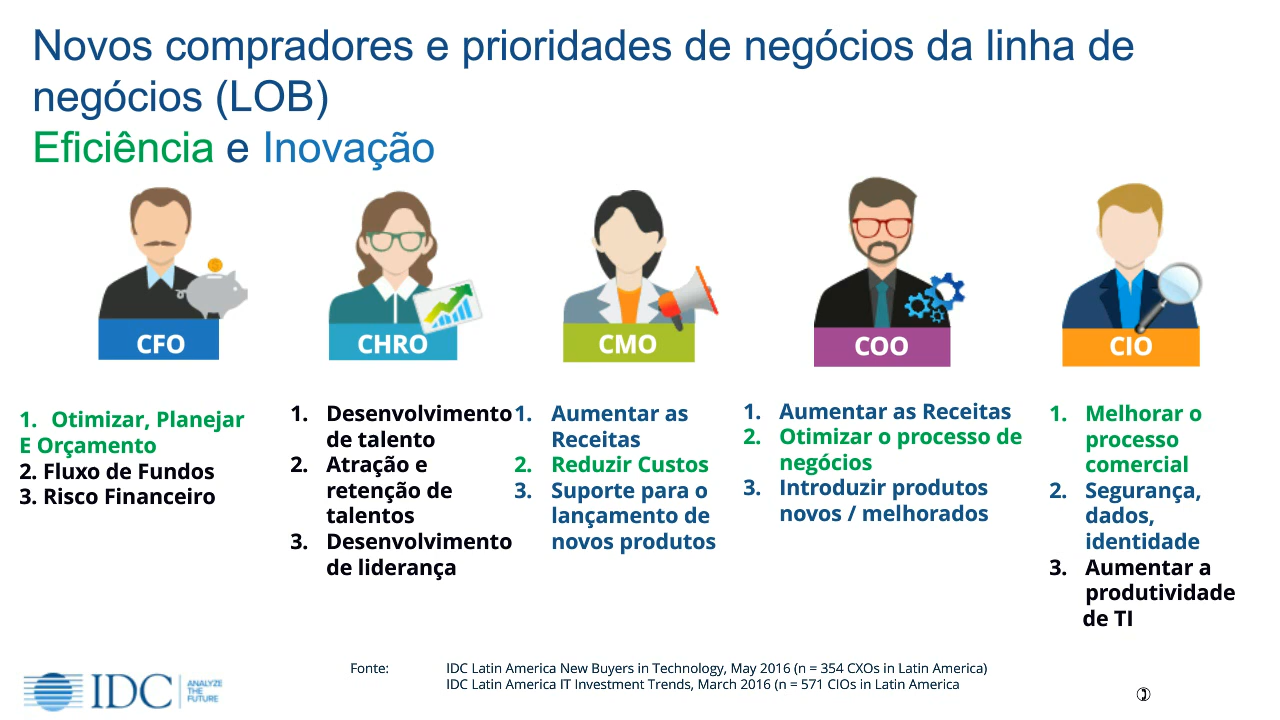 Novos compradores e prioridades de negócios da linha de
negócios (LOB)
Eficiência e Inovação
CFO
CHRO
CMO
COO
CIO
1. Otimizar, Planejar
E Orçamento
2. Fluxo de Fundos
3. Risco Financeiro
1. Desenvolvimento
de talento
2. Atração e
retenção de
talentos
3. Desenvolvimento
de liderança
1. Aumentar as
Receitas
2. Reduzir Custos
3. Suporte para o
lançamento de
novos produtos
1. Aumentar as Receitas
2. Otimizar o processo de
negócios
3. Introduzir produtos
novos / melhorados
1. Melhorar o
processo
comercial
2. Segurança,
dados,
identidade
3. Aumentar a
produtividade
de TI
Fonte: IDC Latin America New Buyers in Technology, May 2016 (n = 354 CXOs in Latin America)
IDC Latin America IT Investment Trends, March 2016 (n = 571 CIOs in Latin America
IDC
ANALYZE
THE
FUTURE